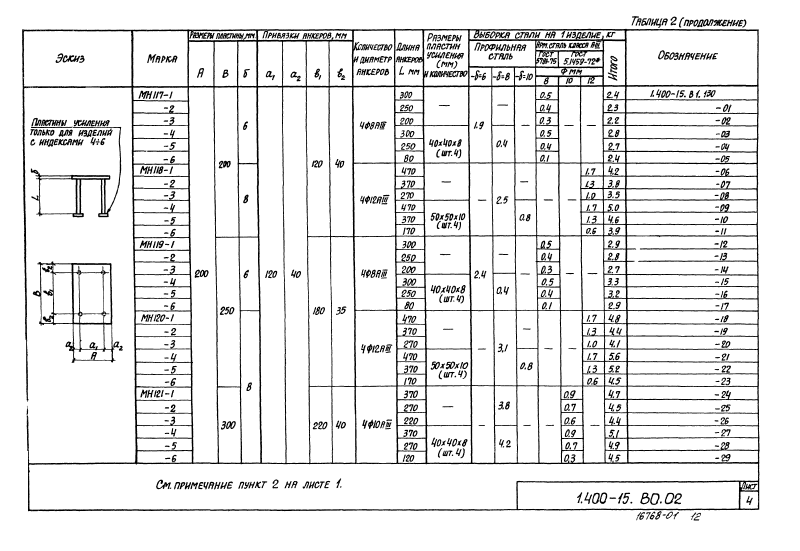 Таблица 2 (продолжение)
Эскиз Марка Размеры пластины, мм Привязки анкеров, мм Количество и диаметр анкеров Длина анкеров L мм Размеры пластин усиления (мм) и количество Выборка стали на 1 изделие, кг Обозначение
Профильная сталь Арм. сталь класса АIII Итого
ГОСТ 5781-75 ГОСТ 5.1459-72*
А В б а₁ а₂ в₁ в₂ -δ=6 -δ=8 -δ=10 Ф мм
8 10 12
Пластины усиления
только для изделий
с индексами 4÷6
б
L
в₂
в₁
в₂
В
а₂ а₁ а₂
А
МН117-1 200 200 6 120 40 120 40 4Ф8АIII 300 — 1.9 — — 0.5 — — 2.4 1.400-15. В1. 130
-2 250 0.4 2.3 -01
-3 200 0.3 2.2 -02
-4 300 40×40×8 (шт. 4) 0.4 0.5 2.8 -03
-5 250 0.4 2.7 -04
-6 80 0.1 2.4 -05
МН118-1 8 4Ф12АIII 470 — — 2.5 — — — 1.7 4.2 -06
-2 370 1.3 3.8 -07
-3 270 1.0 3.5 -08
-4 470 50×50×10 (шт. 4) 0.8 1.7 5.0 -09
-5 370 1.3 4.6 -10
-6 170 0.6 3.9 -11
МН119-1 250 6 180 35 4Ф8АIII 300 — 2.4 — — 0.5 — — 2.9 -12
-2 250 0.4 2.8 -13
-3 200 0.3 2.7 -14
-4 300 40×40×8 (шт. 4) 0.4 0.5 3.3 -15
-5 250 0.4 3.2 -16
-6 80 0.1 2.9 -17
МН120-1 8 4Ф12АIII 470 — — 3.1 — — — 1.7 4.8 -18
-2 370 1.3 4.4 -19
-3 270 1.0 4.1 -20
-4 470 50×50×10 (шт. 4) 0.8 1.7 5.6 -21
-5 370 1.3 5.2 -22
-6 170 0.6 4.5 -23
МН121-1 300 220 40 4Ф10АIII 370 — — 3.8 — — 0.9 — 4.7 -24
-2 270 0.7 4.5 -25
-3 220 0.6 4.4 -26
-4 370 40×40×8 (шт. 4) 4.2 0.9 5.1 -27
-5 270 0.7 4.9 -28
-6 120 0.3 4.5 -29
См. примечание пункт 2 на листе 1.
1.400-15. В0.02 Лист 4
16768-01 12